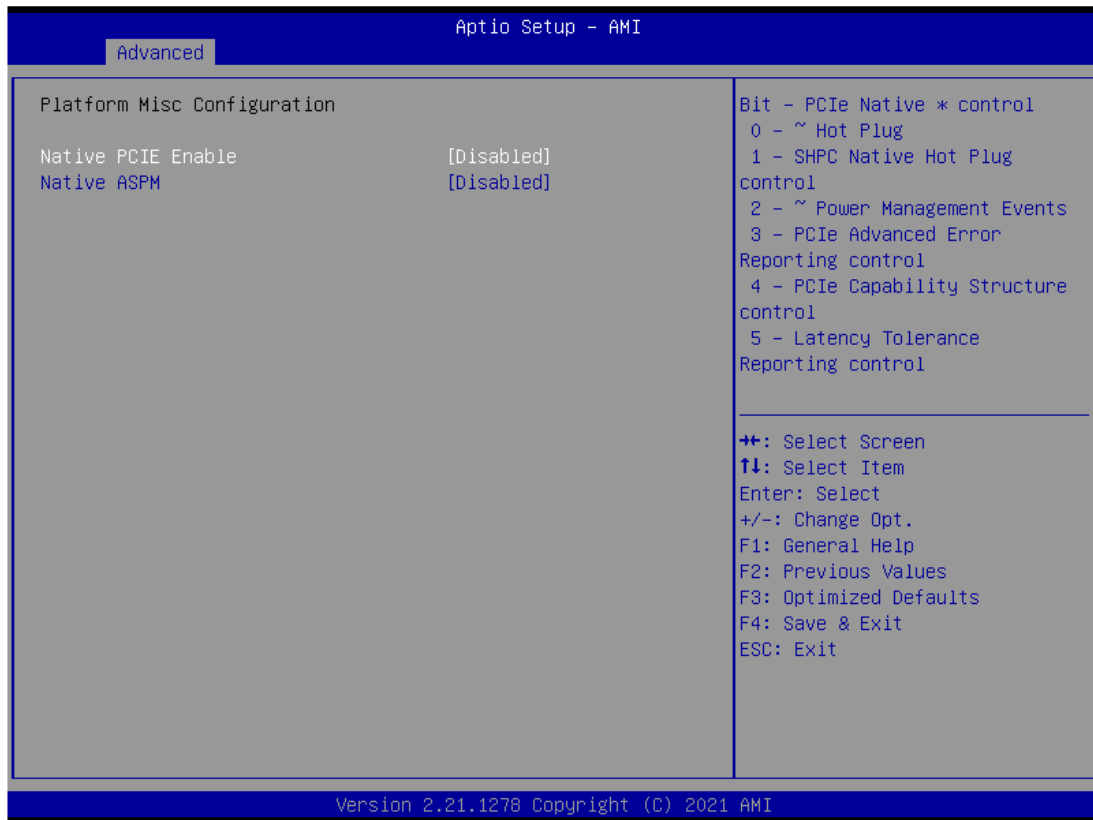 Aptio Setup – AMI
Advanced
Platform Misc Configuration
Native PCIE Enable [Disabled]
Native ASPM [Disabled]
Bit – PCIe Native * control
0 – ~ Hot Plug
1 – SHPC Native Hot Plug
control
2 – ~ Power Management Events
3 – PCIe Advanced Error
Reporting control
4 – PCIe Capability Structure
control
5 – Latency Tolerance
Reporting control
→←: Select Screen
↑↓: Select Item
Enter: Select
+/-: Change Opt.
F1: General Help
F2: Previous Values
F3: Optimized Defaults
F4: Save & Exit
ESC: Exit
Version 2.21.1278 Copyright (C) 2021 AMI